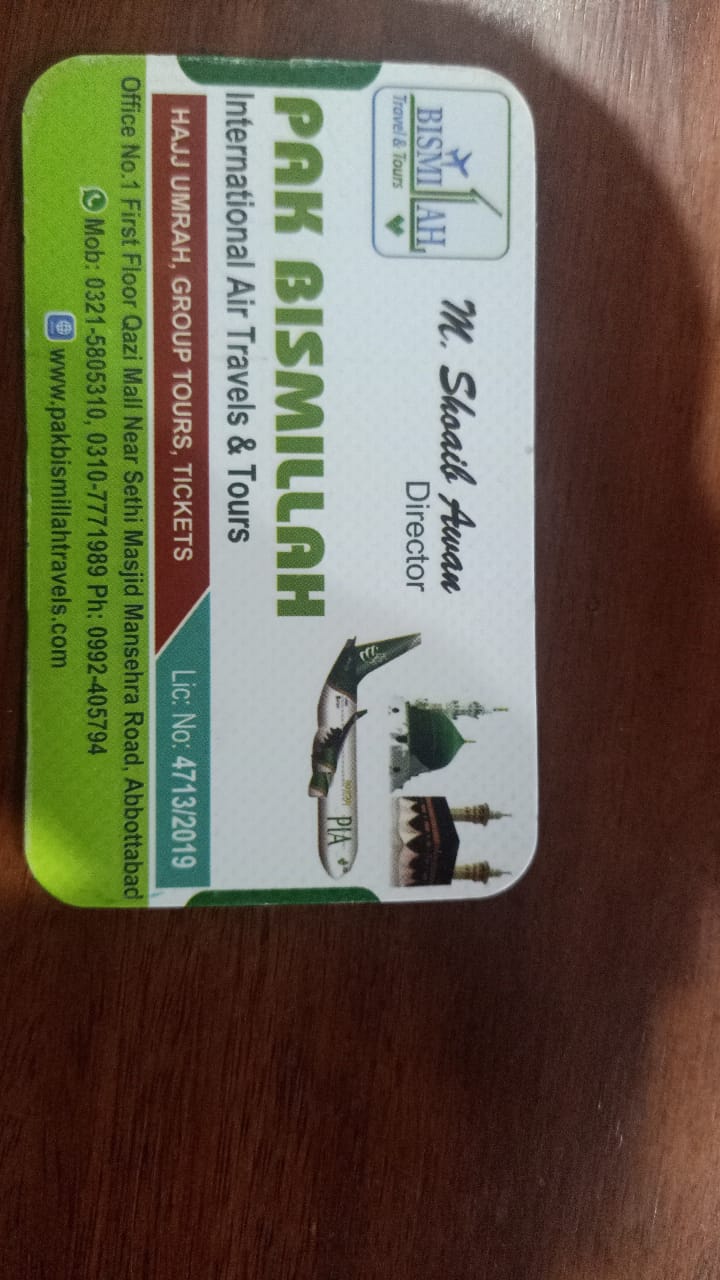 BISMILLAH
Travel & Tours
M. Shoaib Awan
Director
PAK BISMILLAH
International Air Travels & Tours
PIA
HAJJ UMRAH, GROUP TOURS, TICKETS
Lic: No: 4713/2019
Office No.1 First Floor Qazi Mall Near Sethi Masjid Mansehra Road, Abbottabad
Mob: 0321-5805310, 0310-7771989 Ph: 0992-405794
www.pakbismillahtravels.com